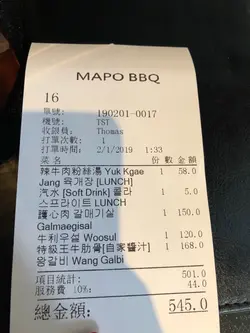 MAPO BBQ
16
單號: 190201-0017
機號: TST
收銀員: Thomas
打單次數: 1
打單時間: 2/1/2019 1:33
菜名 份 數 金額
辣牛肉粉絲湯 Yuk Kgae 1 58.0
Jang 육개장 [LUNCH]
汽水 [Soft Drink] 콜라 1 5.0
스프라이트 LUNCH
護心肉 갈매기살 1 150.0
Galmaegisal
牛利우설 Woosul 1 120.0
特級王牛肋骨[自家醬汁] 1 168.0
왕갈비 Wang Galbi
項目統計: 501.0
服務費 10%: 44.0
總金額: 545.0